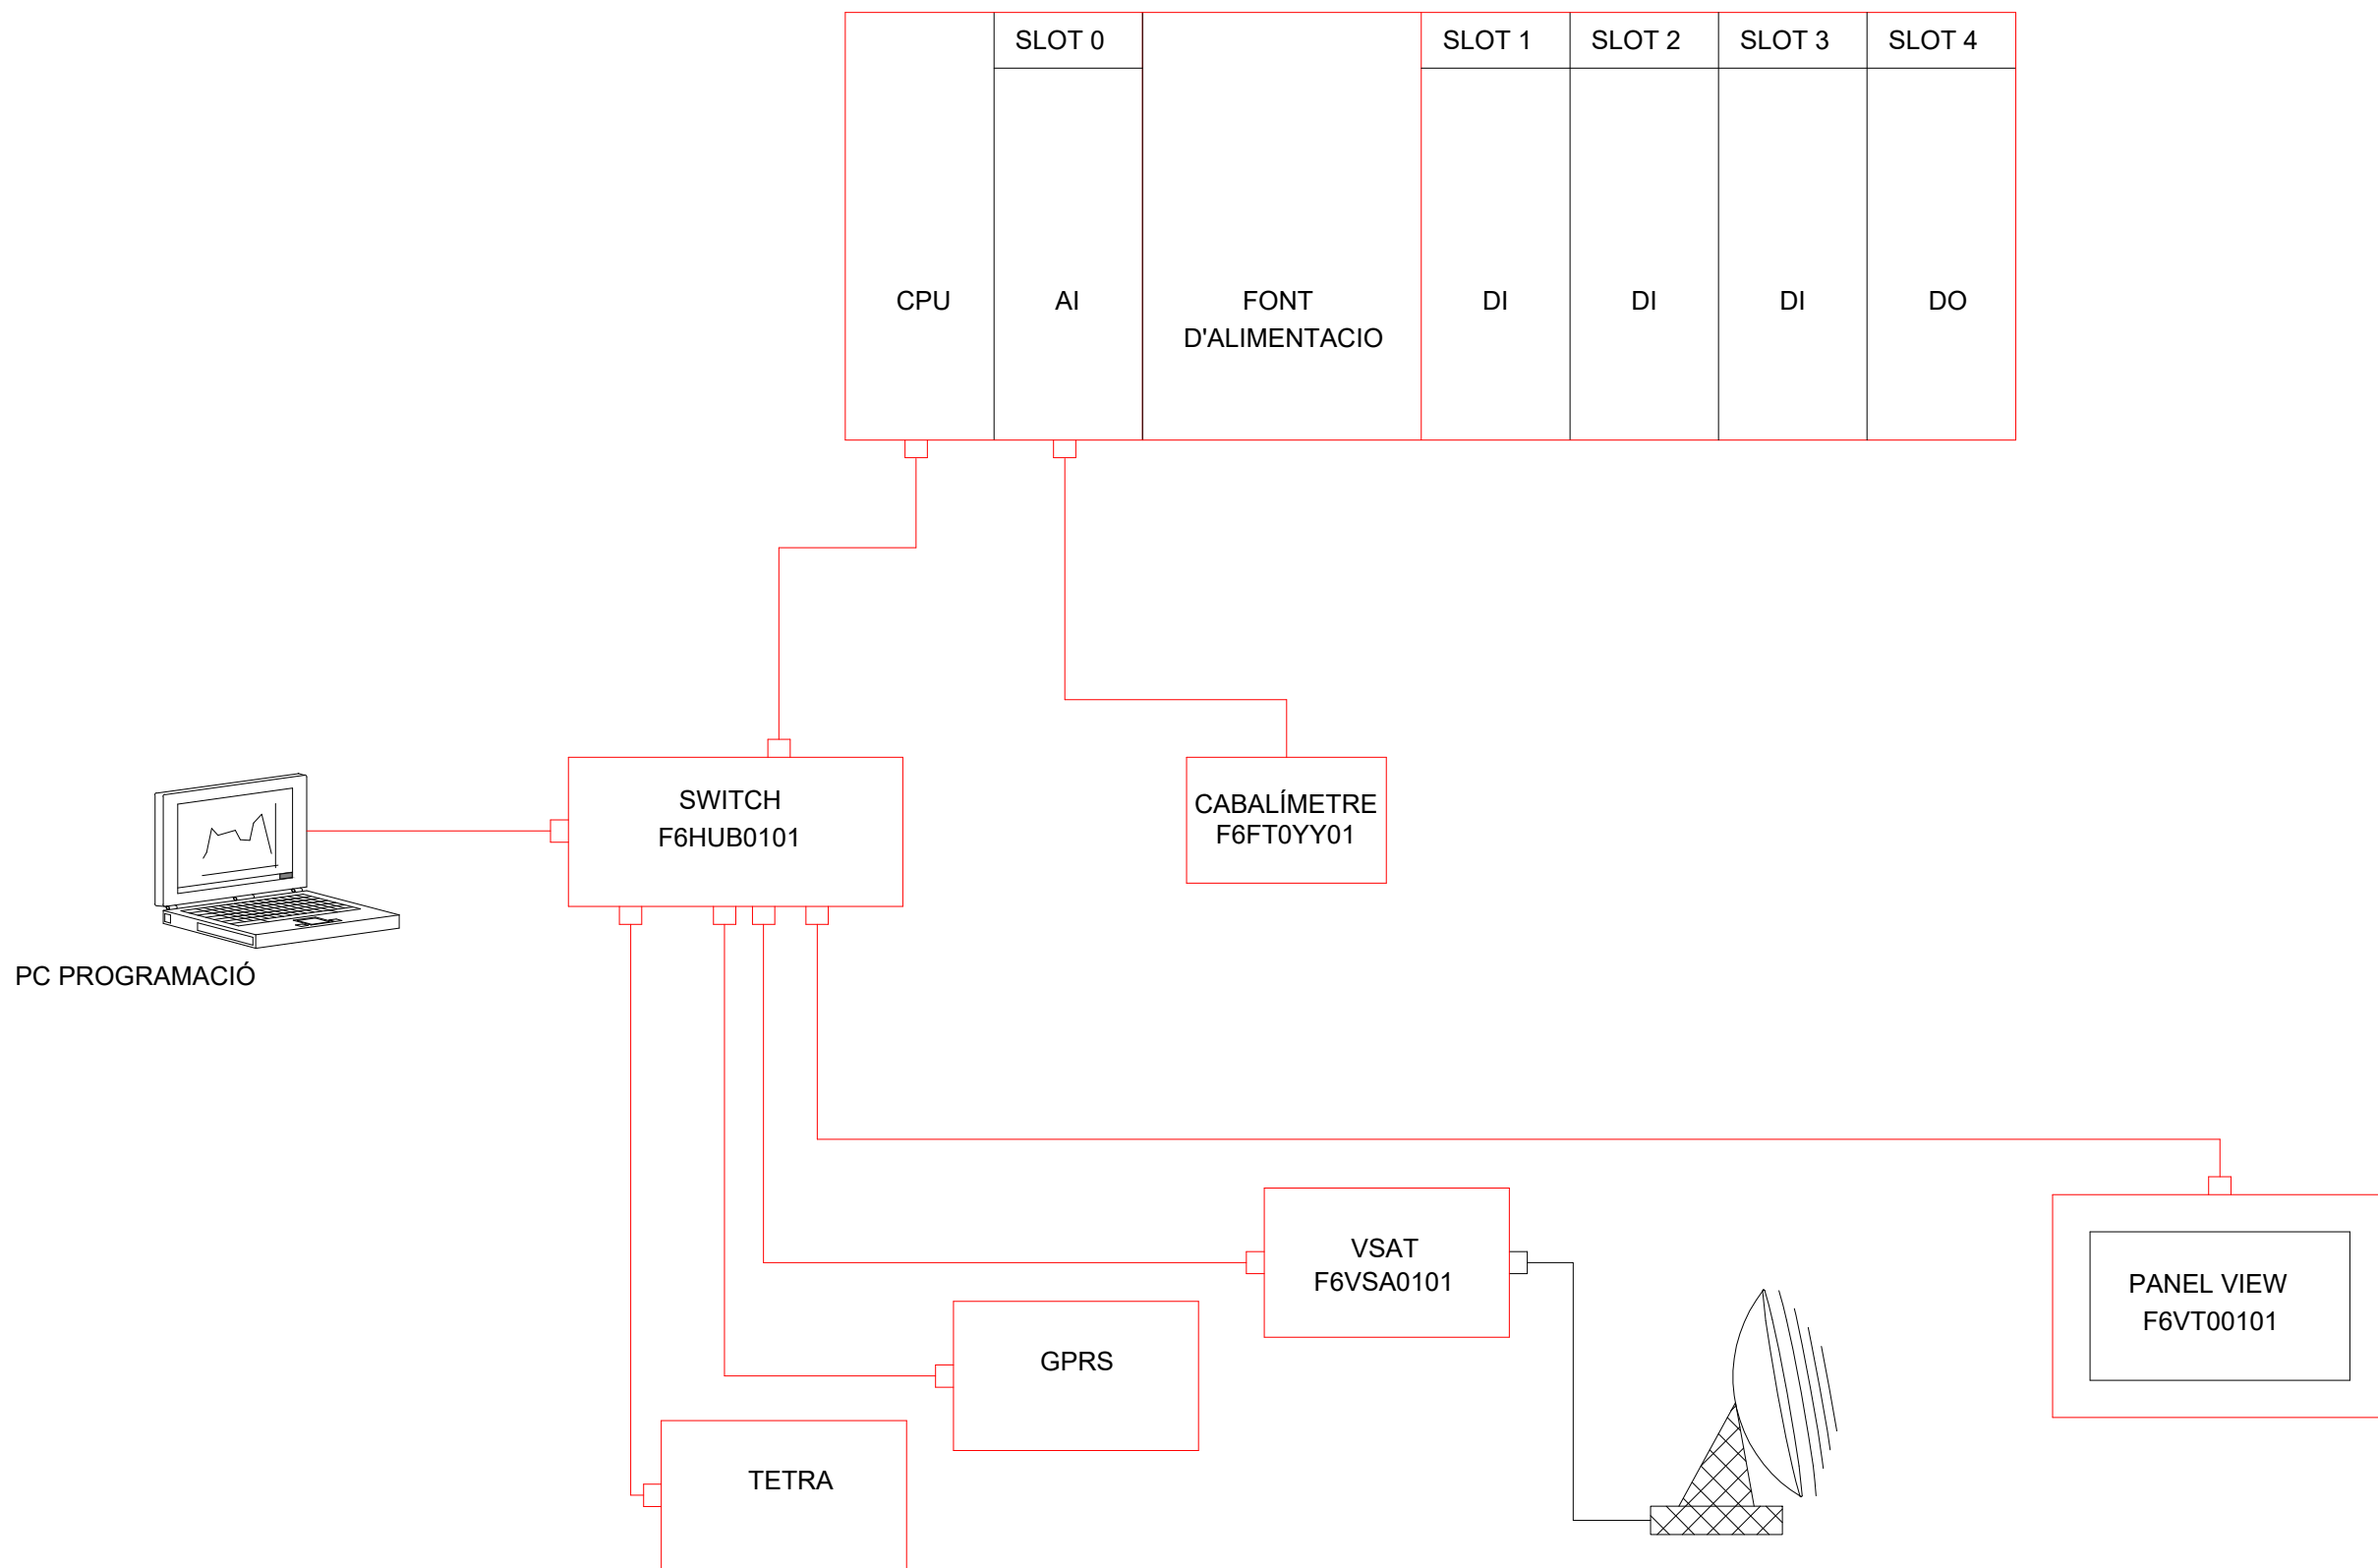 SLOT 0
SLOT 1
SLOT 2
SLOT 3
SLOT 4
CPU
AI
FONT
D'ALIMENTACIO
DI
DI
DI
DO
SWITCH
F6HUB0101
CABALÍMETRE
F6FT0YY01
PC PROGRAMACIÓ
VSAT
F6VSA0101
PANEL VIEW
F6VT00101
GPRS
TETRA